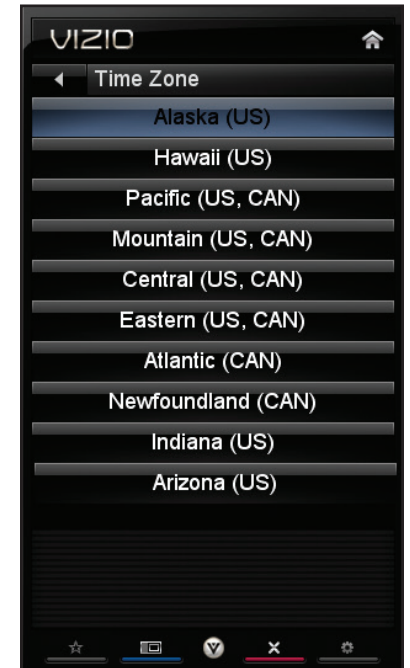 VIZIO
Time Zone
Alaska (US)
Hawaii (US)
Pacific (US, CAN)
Mountain (US, CAN)
Central (US, CAN)
Eastern (US, CAN)
Atlantic (CAN)
Newfoundland (CAN)
Indiana (US)
Arizona (US)